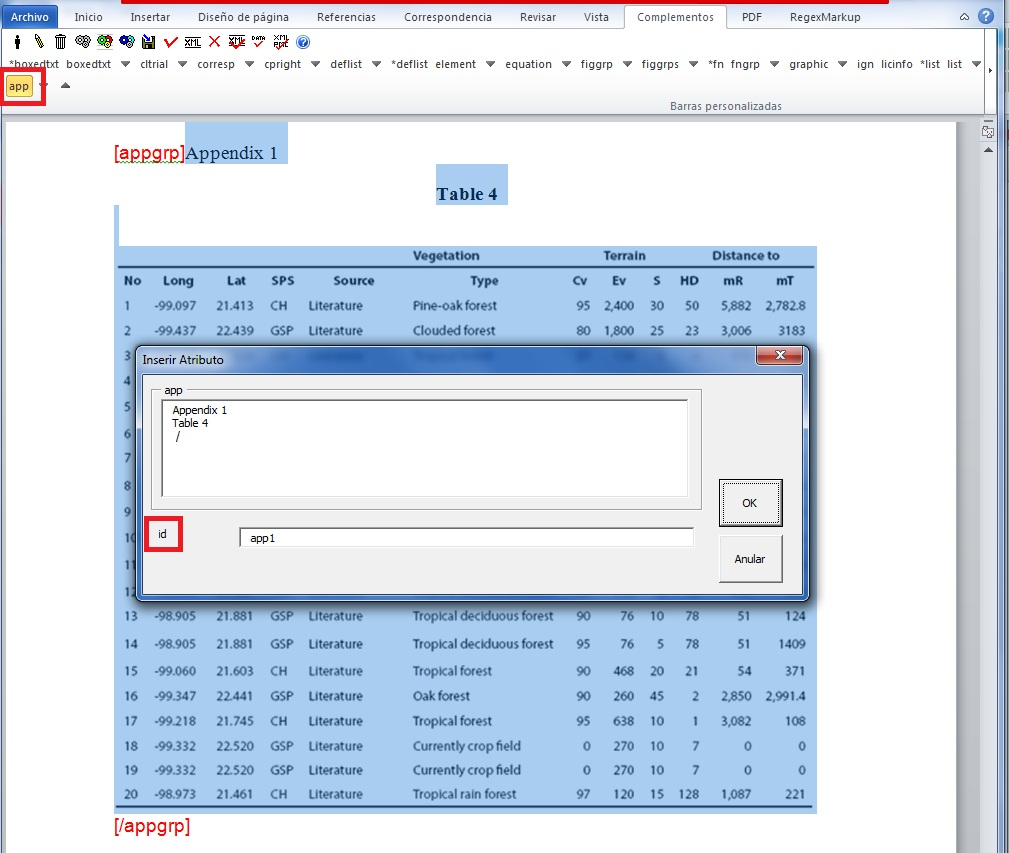 Archivo Inicio Insertar Diseño de página Referencias Correspondencia Revisar Vista Complementos PDF RegexMarkup
*boxedtxt boxedtxt cltrial corresp cpright deflist *deflist element equation figgrp figgrps *fn fngrp graphic ign licinfo *list list
app
Barras personalizadas
[appgrp]Appendix 1
Table 4
Vegetation Terrain Distance to
No Long Lat SPS Source Type Cv Ev S HD mR mT
1 -99.097 21.413 CH Literature Pine-oak forest 95 2,400 30 50 5,882 2,782.8
2 -99.437 22.439 GSP Literature Clouded forest 80 1,800 25 23 3,006 3183
3
Inserir Atributo
4
app
5
Appendix 1
Table 4
/
6
7
8
9
OK
10
id
app1
11
Anular
12
13 -98.905 21.881 GSP Literature Tropical deciduous forest 90 76 10 78 51 124
14 -98.905 21.881 GSP Literature Tropical deciduous forest 95 76 5 78 51 1409
15 -99.060 21.603 CH Literature Tropical forest 90 468 20 21 54 371
16 -99.347 22.441 GSP Literature Oak forest 90 260 45 2 2,850 2,991.4
17 -99.218 21.745 CH Literature Tropical forest 95 638 10 1 3,082 108
18 -99.332 22.520 GSP Literature Currently crop field 0 270 10 7 0 0
19 -99.332 22.520 GSP Literature Currently crop field 0 270 10 7 0 0
20 -98.973 21.461 CH Literature Tropical rain forest 97 120 15 128 1,087 221
[/appgrp]